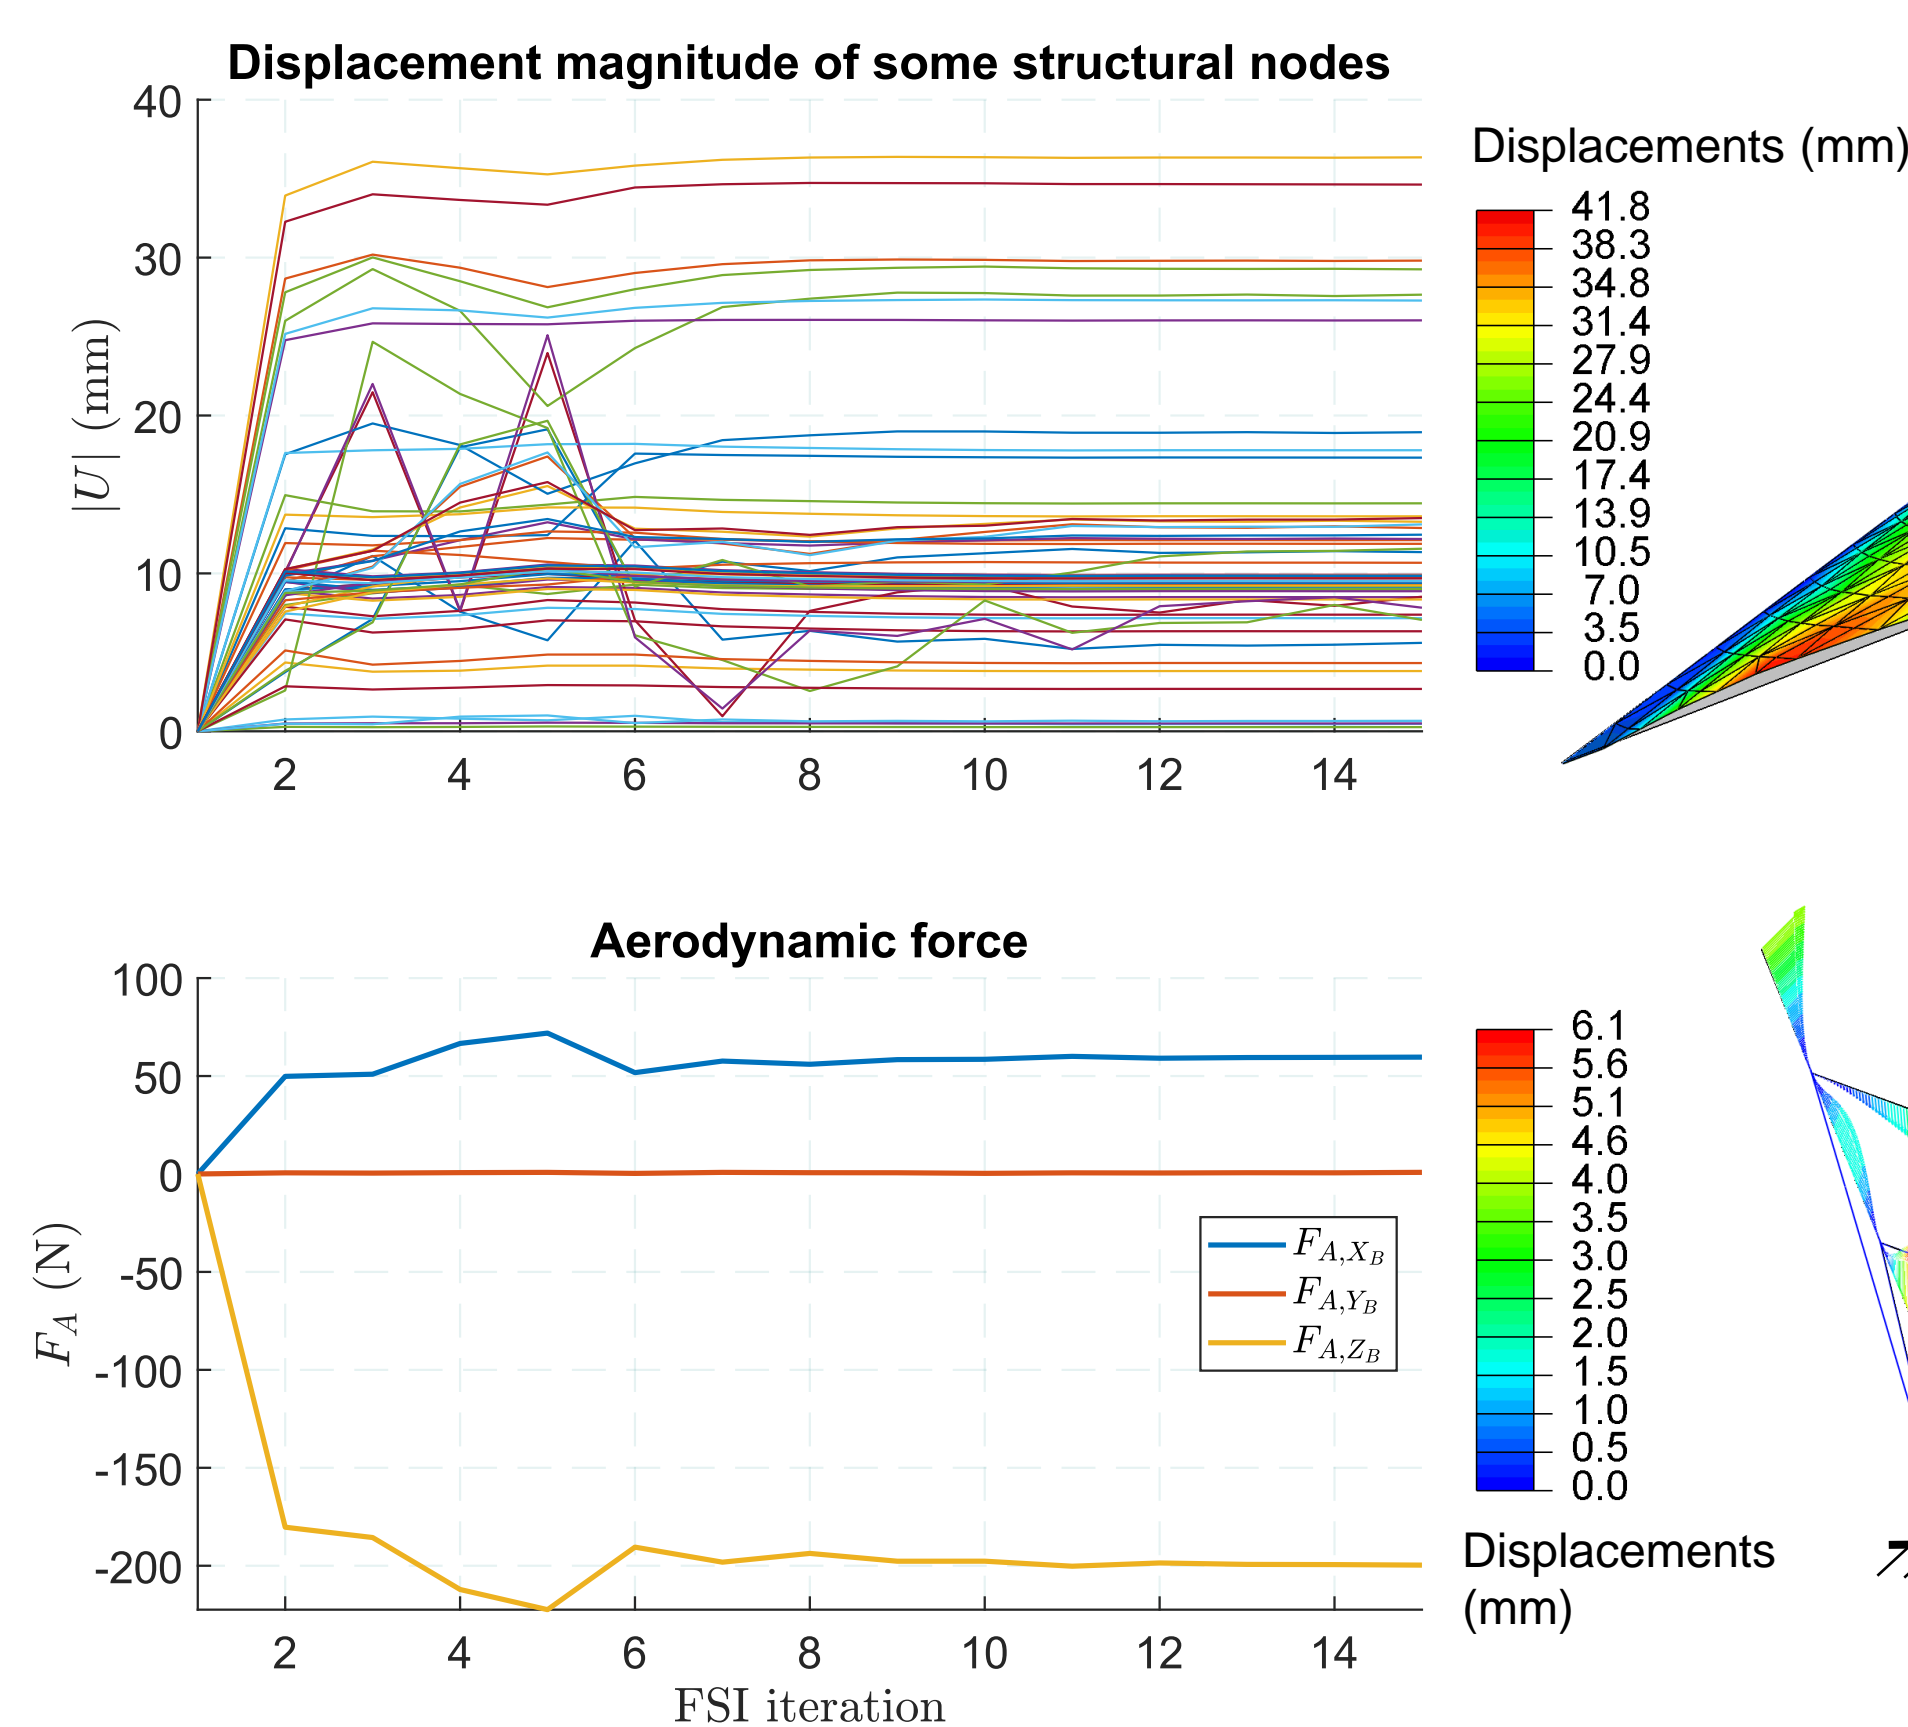 Displacement magnitude of some structural nodes
40
30
20
10
0
|U| (mm)
2 4 6 8 10 12 14
Displacements (mm)
41.8
38.3
34.8
31.4
27.9
24.4
20.9
17.4
13.9
10.5
7.0
3.5
0.0
Aerodynamic force
100
50
0
-50
-100
-150
-200
F_A (N)
F_{A,X_B}
F_{A,Y_B}
F_{A,Z_B}
2 4 6 8 10 12 14
FSI iteration
6.1
5.6
5.1
4.6
4.0
3.5
3.0
2.5
2.0
1.5
1.0
0.5
0.0
Displacements
(mm)